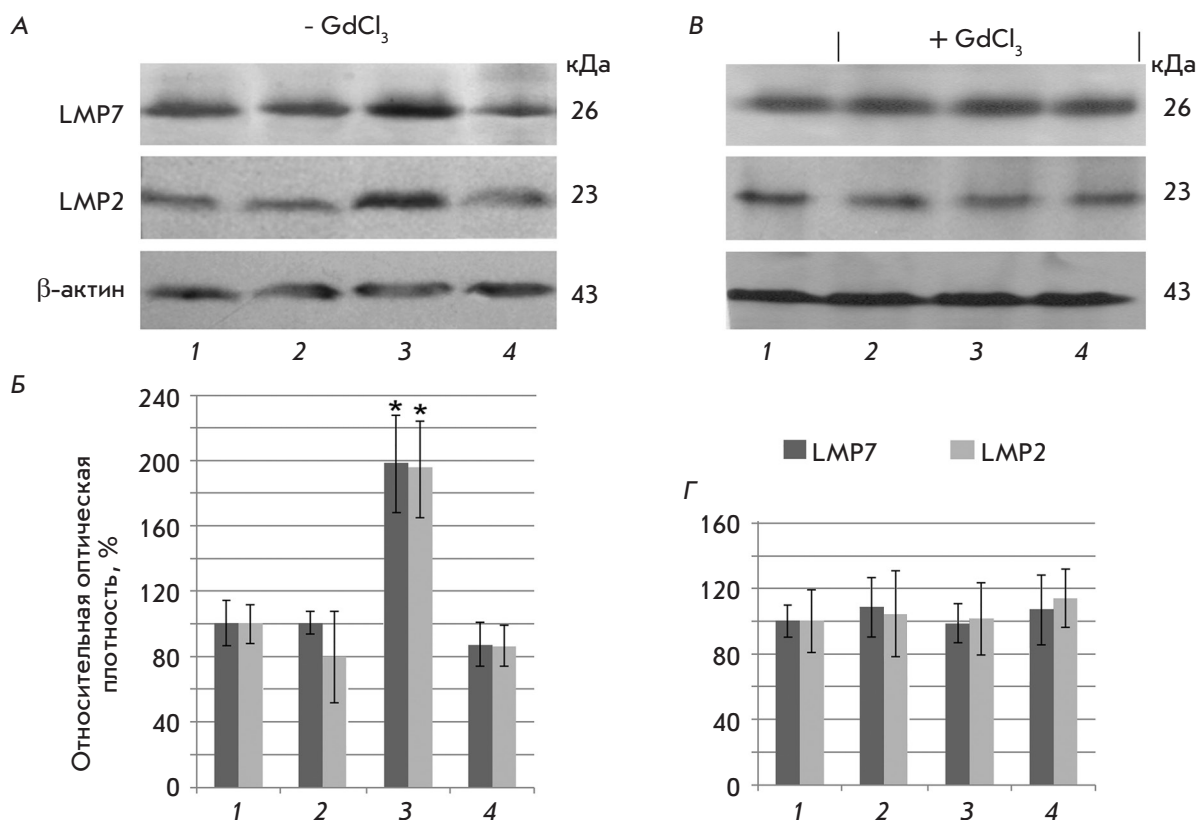 А
- GdCl₃
кДа
LMP7
26
LMP2
23
β-актин
43
1 2 3 4
В
+ GdCl₃
кДа
26
23
43
1 2 3 4
Б
Относительная оптическая
плотность, %
240
200
160
120
80
40
0
* *
1 2 3 4
LMP7 LMP2
Г
160
120
80
40
0
1 2 3 4